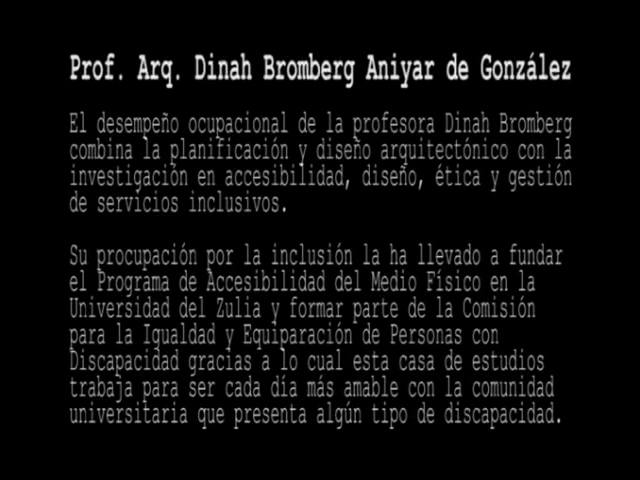 Prof. Arq. Dinah Bromberg Aniyar de González
El desempeño ocupacional de la profesora Dinah Bromberg
combina la planificación y diseño arquitectónico con la
investigación en accesibilidad, diseño, ética y gestión
de servicios inclusivos.
Su procupación por la inclusión la ha llevado a fundar
el Programa de Accesibilidad del Medio Físico en la
Universidad del Zulia y formar parte de la Comisión
para la Igualdad y Equiparación de Personas con
Discapacidad gracias a lo cual esta casa de estudios
trabaja para ser cada día más amable con la comunidad
universitaria que presenta algún tipo de discapacidad.